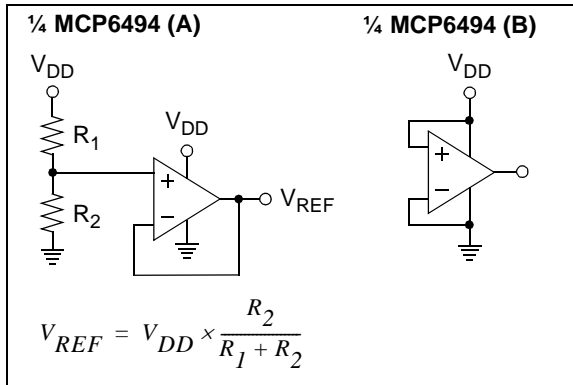 ¼ MCP6494 (A)
¼ MCP6494 (B)
V_DD
R_1
R_2
V_DD
+
–
V_REF
V_DD
+
–
V_REF = V_DD × R_2 / (R_1 + R_2)